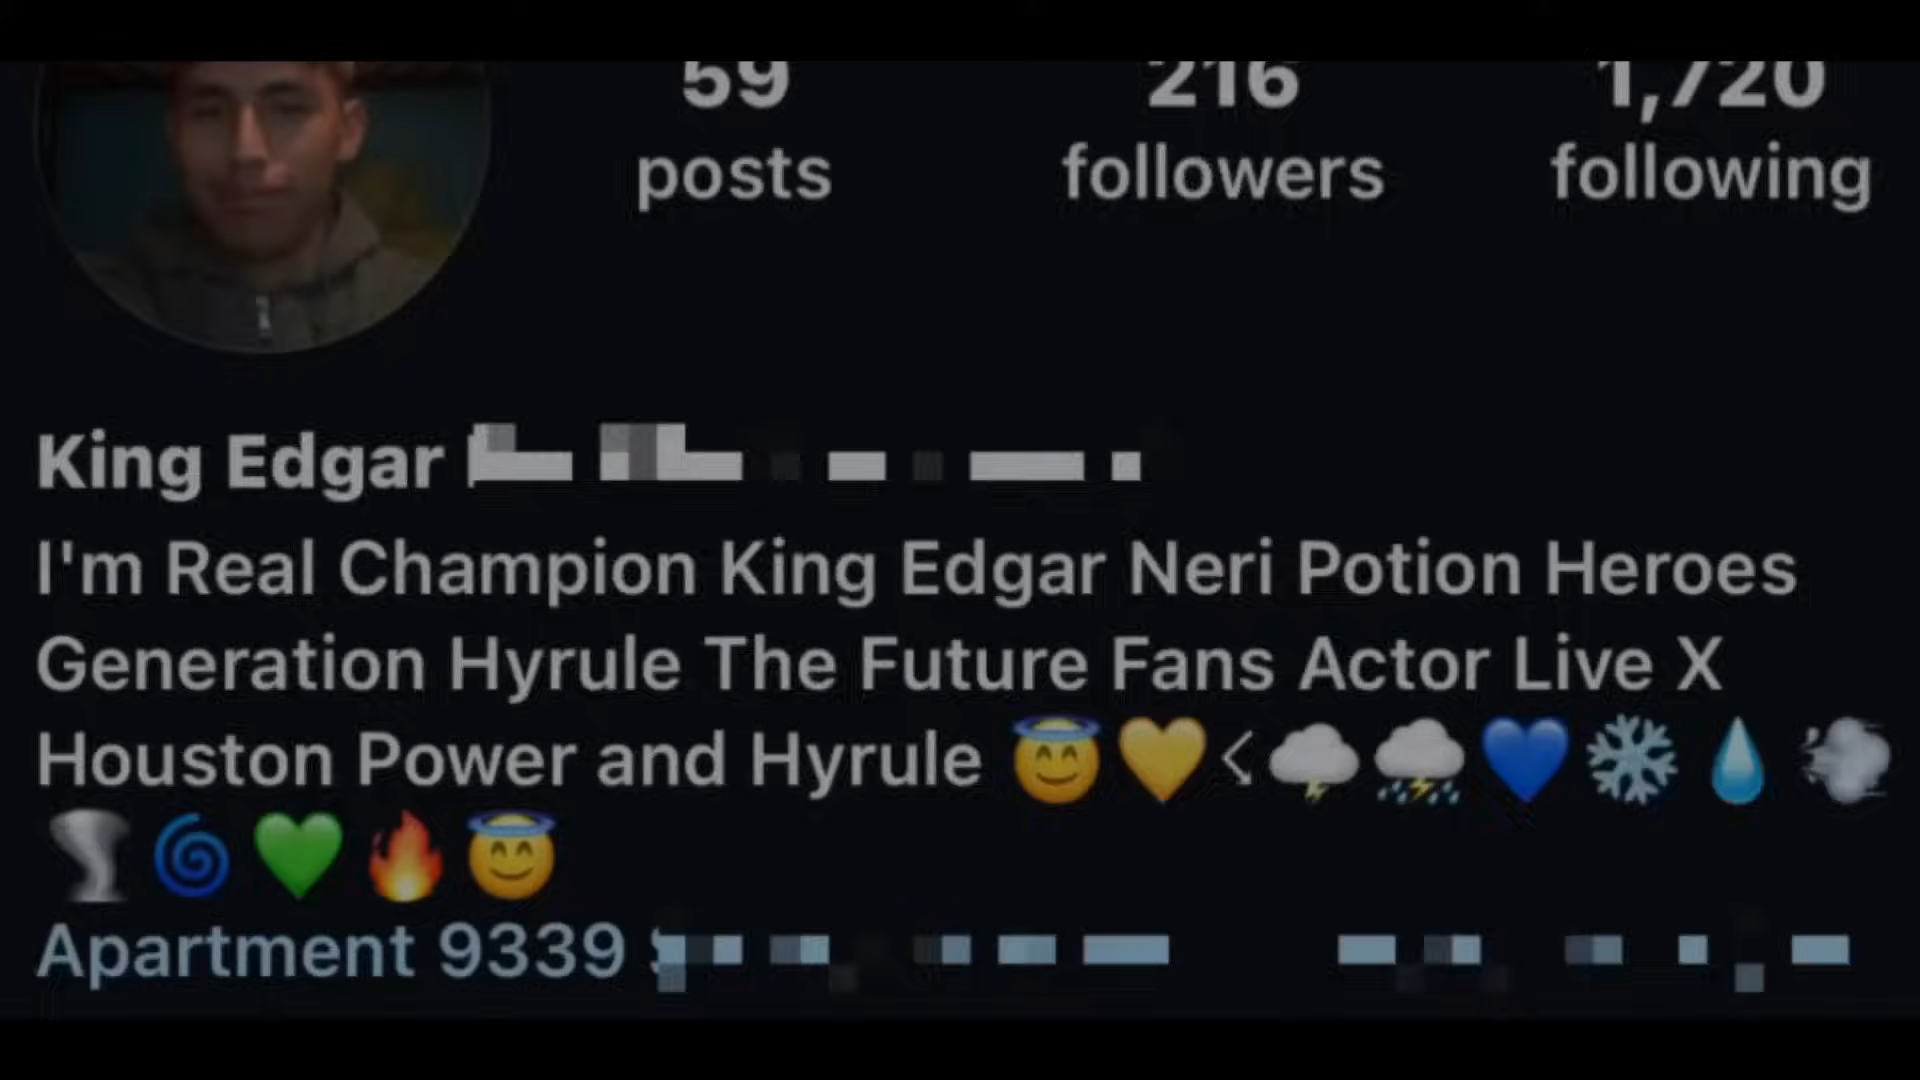 59 216 1,720
posts followers following
King Edgar
I'm Real Champion King Edgar Neri Potion Heroes
Generation Hyrule The Future Fans Actor Live X
Houston Power and Hyrule 😇💛☇🌩️⛈️💙❄️💧💨
🌪️🌀💚🔥😇
Apartment 9339